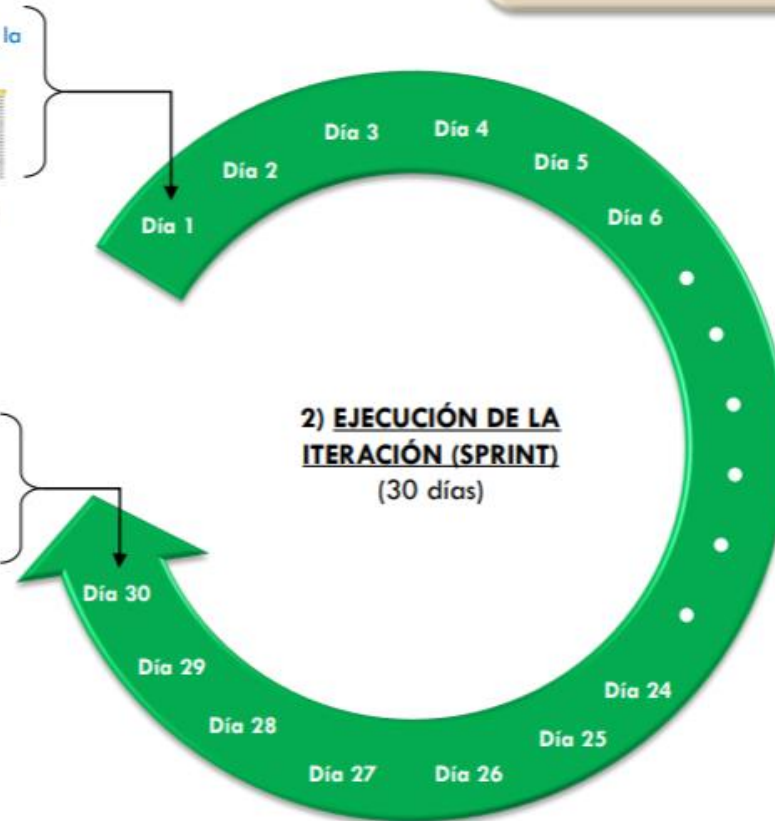 la
Día 1
Día 2
Día 3
Día 4
Día 5
Día 6
2) EJECUCIÓN DE LA
ITERACIÓN (SPRINT)
(30 días)
Día 24
Día 25
Día 26
Día 27
Día 28
Día 29
Día 30